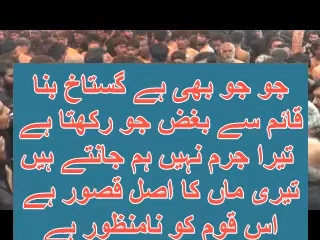 جو جو بھی ہے گستاخ بنا
قائم سے بغض جو رکھتا ہے
تیرا جرم نہیں ہم جانتے ہیں
تیری ماں کا اصل قصور ہے
اس قوم کو نامنظور ہے